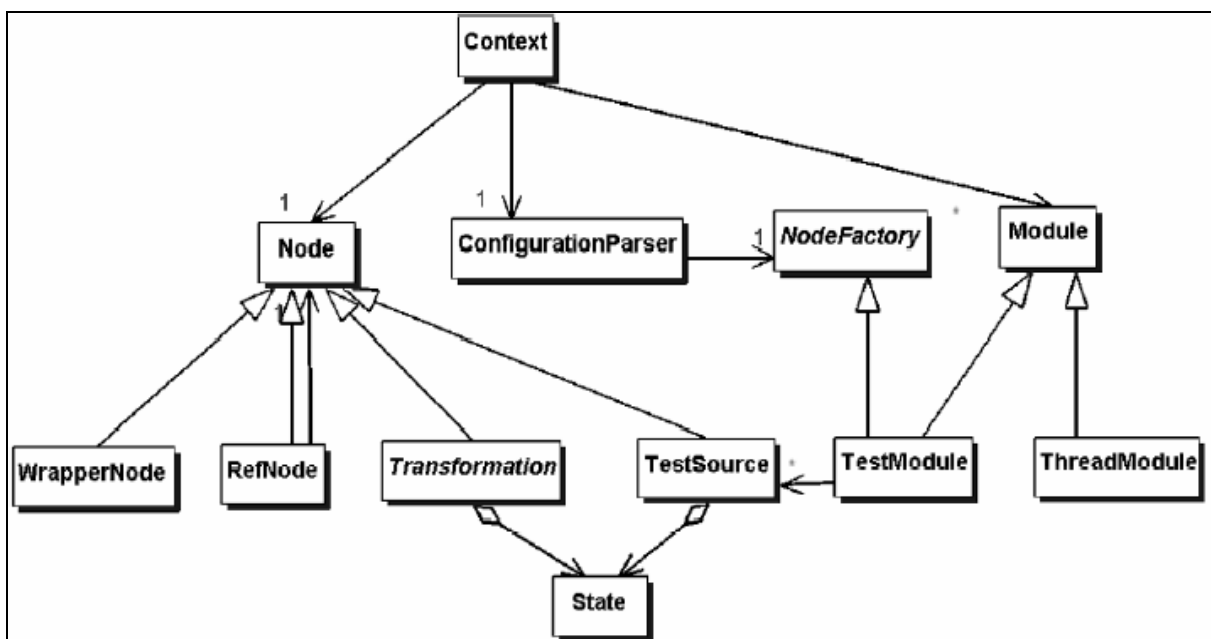 Context
1
1
*
Node
ConfigurationParser
1
NodeFactory
Module
1
WrapperNode
RefNode
Transformation
TestSource
*
TestModule
ThreadModule
State